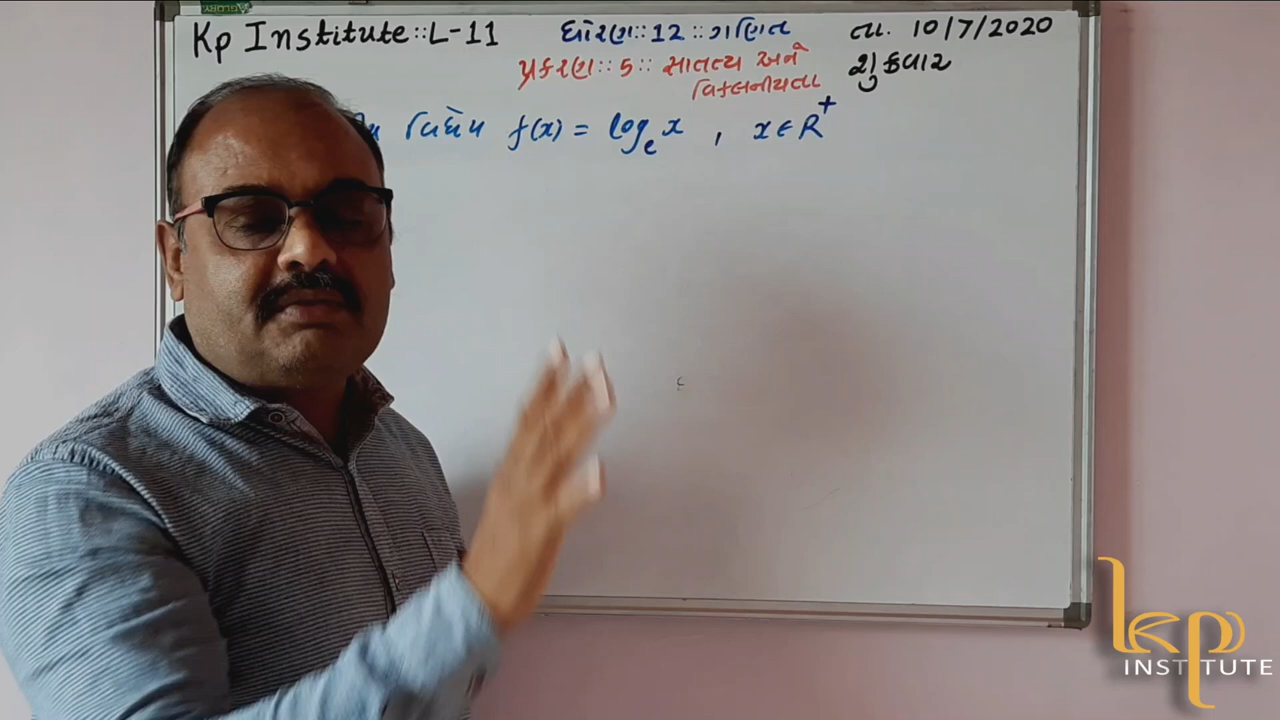 Kp Institute::L-11 ધોરણ::12::ગણિત તા. 10/7/2020
પ્રકરણ::5::સાતત્ય અને શુક્રવાર
વિકલનીયતા
વિધેય f(x) = logₑx , x∈R⁺
kp
INSTITUTE